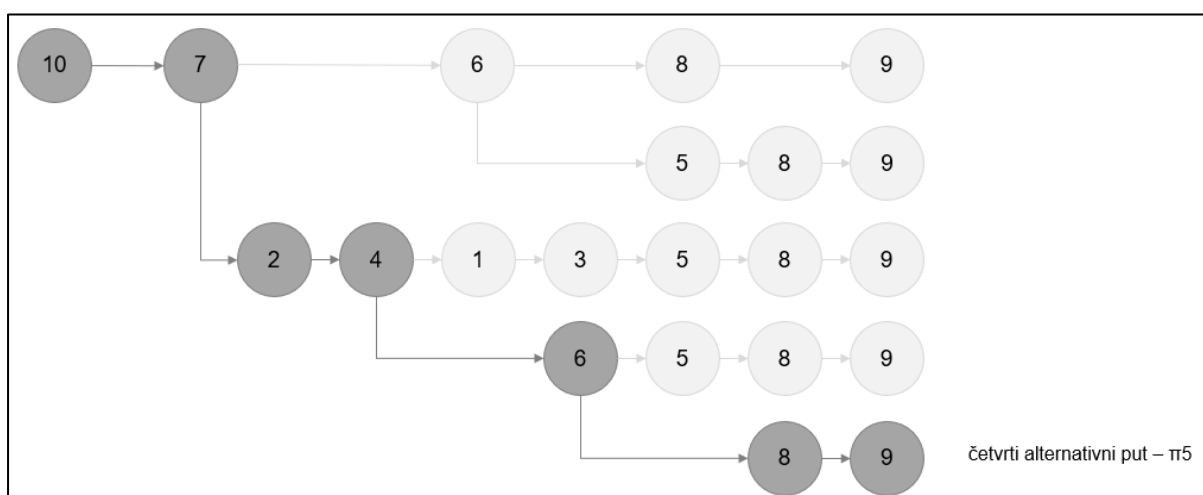 10 7 6 8 9
5 8 9
2 4 1 3 5 8 9
6 5 8 9
8 9 četvrti alternativni put – π5